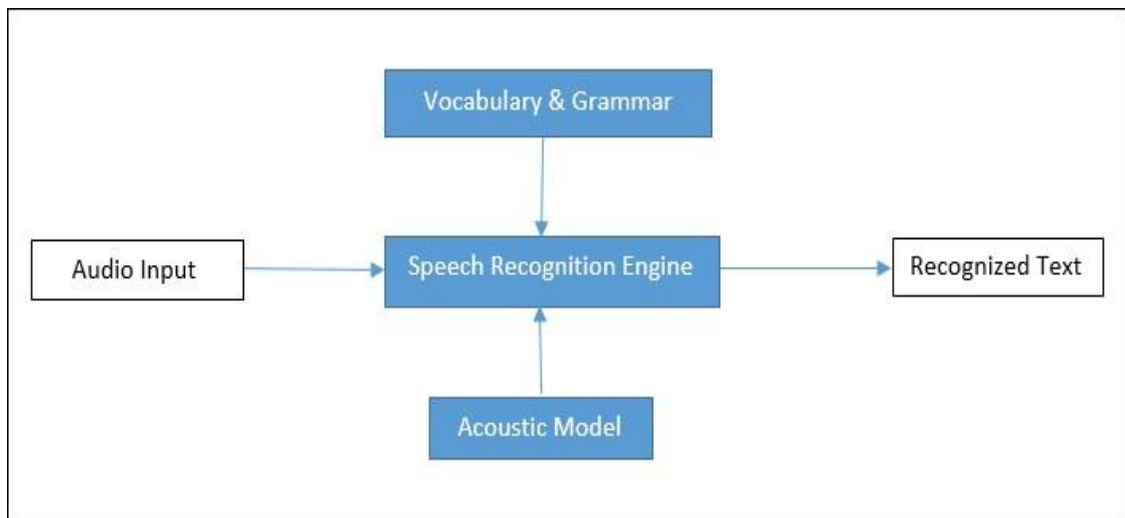 Vocabulary & Grammar
Audio Input
Speech Recognition Engine
Recognized Text
Acoustic Model